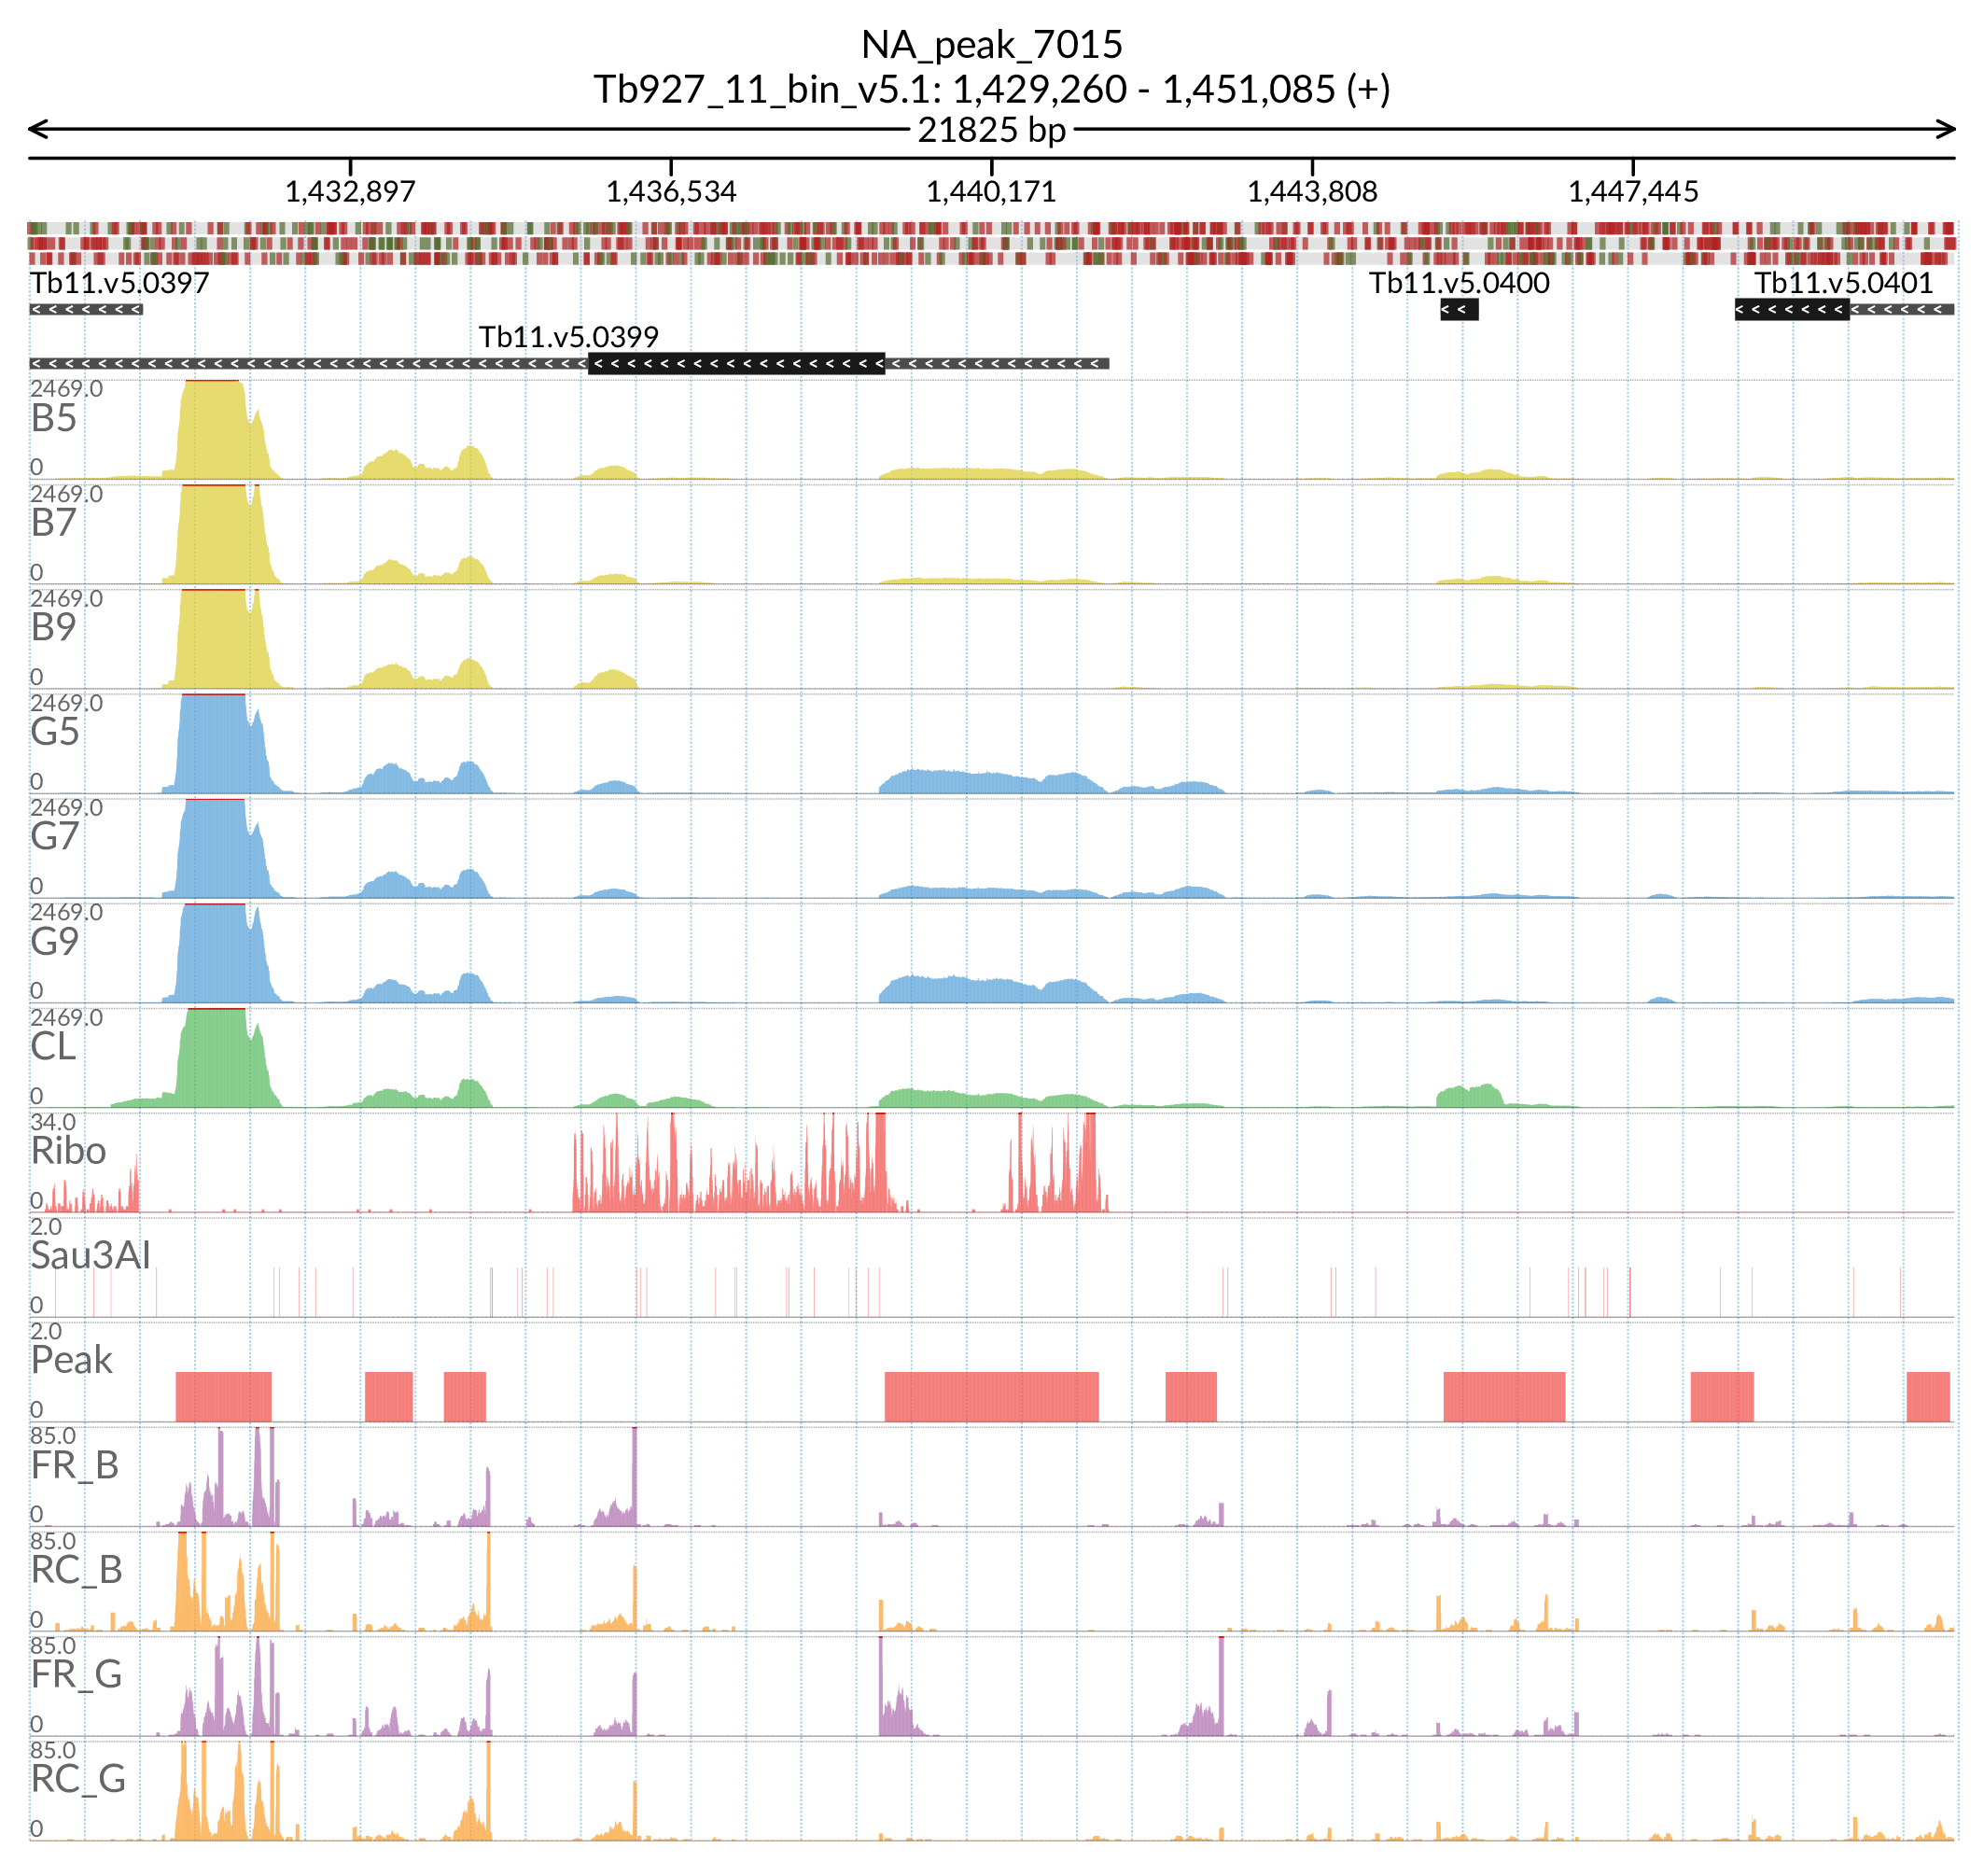 NA_peak_7015
Tb927_11_bin_v5.1: 1,429,260 - 1,451,085 (+)
21825 bp
1,432,897 1,436,534 1,440,171 1,443,808 1,447,445
Tb11.v5.0397 Tb11.v5.0400 Tb11.v5.0401
Tb11.v5.0399
2469.0
B5
0
2469.0
B7
0
2469.0
B9
0
2469.0
G5
0
2469.0
G7
0
2469.0
G9
0
2469.0
CL
0
34.0
Ribo
0
2.0
Sau3AI
0
2.0
Peak
0
85.0
FR_B
0
85.0
RC_B
0
85.0
FR_G
0
85.0
RC_G
0